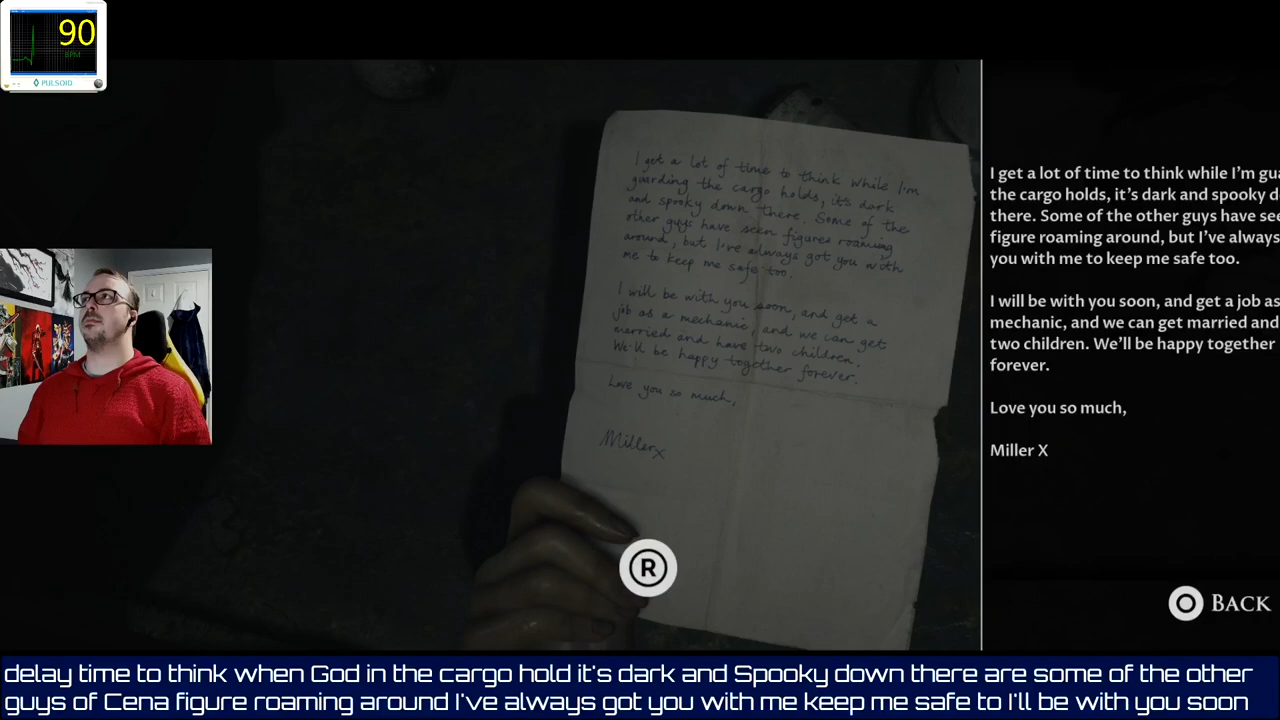 90
BPM
PULSOID
I get a lot of time to think while I'm
guarding the cargo holds, it's dark
and spooky down there. Some of the
other guys have seen figures roaming
around, but I've always got you with
me to keep me safe too.
I will be with you soon, and get a
job as a mechanic, and we can get
married and have two children.
We'll be happy together forever.
Love you so much,
Miller x
R
I get a lot of time to think while I'm gua
the cargo holds, it's dark and spooky d
there. Some of the other guys have see
figure roaming around, but I've always
you with me to keep me safe too.
I will be with you soon, and get a job as
mechanic, and we can get married and
two children. We'll be happy together
forever.
Love you so much,
Miller X
BACK
delay time to think when God in the cargo hold it's dark and Spooky down there are some of the other
guys of Cena figure roaming around I've always got you with me keep me safe to I'll be with you soon